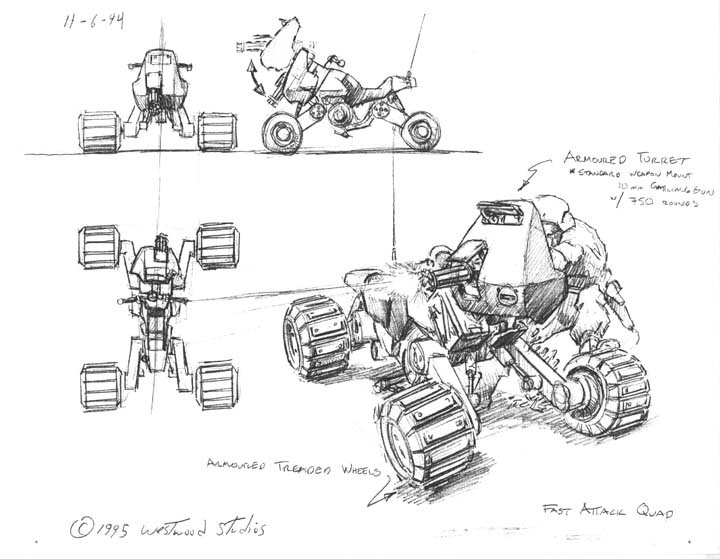 11-6-94
ARMOURED TURRET
* STANDARD WEAPON MOUNT
10 mm GATLING GUN
w/ 750 ROUNDS
ARMOURED TREADED WHEELS
FAST ATTACK QUAD
© 1995 Westwood Studios